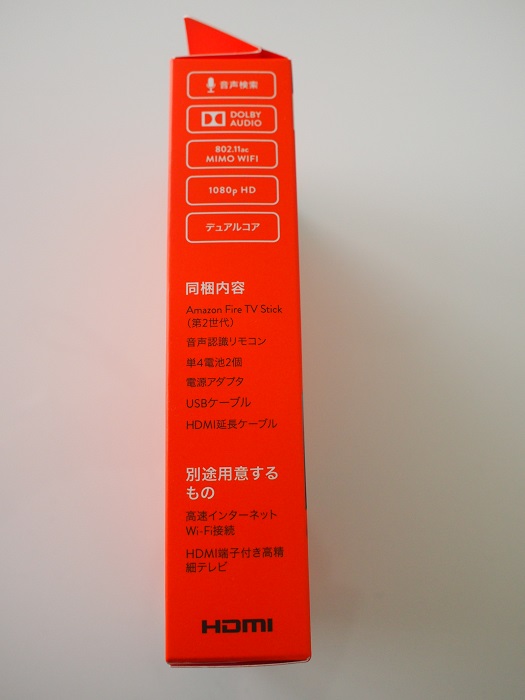 音声検索
DOLBY
AUDIO
802.11ac
MIMO WIFI
1080p HD
デュアルコア
同梱内容
Amazon Fire TV Stick
（第2世代）
音声認識リモコン
単4電池2個
電源アダプタ
USBケーブル
HDMI延長ケーブル
別途用意する
もの
高速インターネット
Wi-Fi接続
HDMI端子付き高精
細テレビ
HDMI